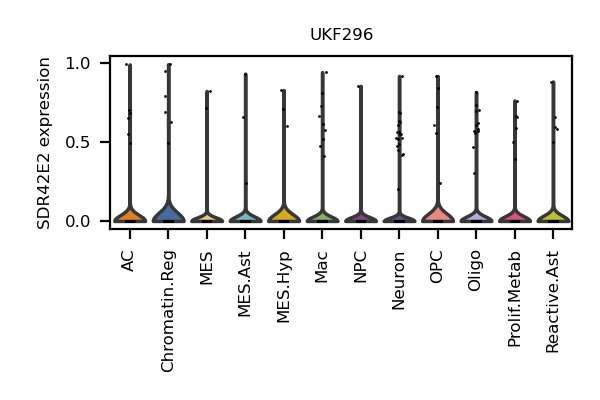 UKF296
SDR42E2 expression
1.0
0.5
0.0
AC
Chromatin.Reg
MES
MES.Ast
MES.Hyp
Mac
NPC
Neuron
OPC
Oligo
Prolif.Metab
Reactive.Ast